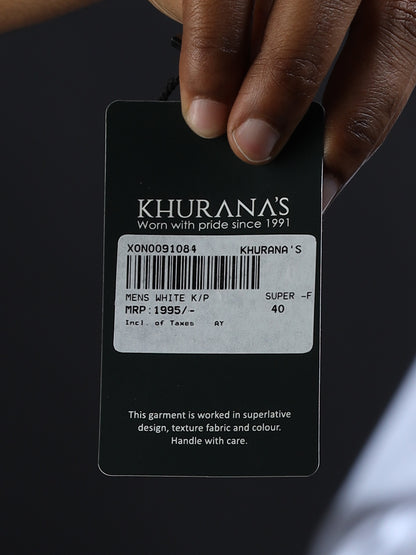 KHURANA'S
Worn with pride since 1991
XON0091084 KHURANA'S
MENS WHITE K/P SUPER -F
MRP:1995/- 40
Incl. of Taxes AY
This garment is worked in superlative
design, texture fabric and colour.
Handle with care.